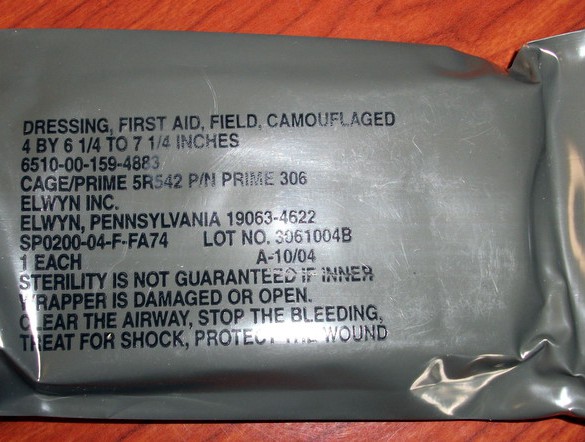 DRESSING, FIRST AID, FIELD, CAMOUFLAGED
4 BY 6 1/4 TO 7 1/4 INCHES
6510-00-159-4883
CAGE/PRIME 5R542 P/N PRIME 306
ELWYN INC.
ELWYN, PENNSYLVANIA 19063-4622
SP0200-04-F-FA74 LOT NO. 3061004B
1 EACH A-10/04
STERILITY IS NOT GUARANTEED IF INNER
WRAPPER IS DAMAGED OR OPEN.
CLEAR THE AIRWAY, STOP THE BLEEDING,
TREAT FOR SHOCK, PROTECT THE WOUND